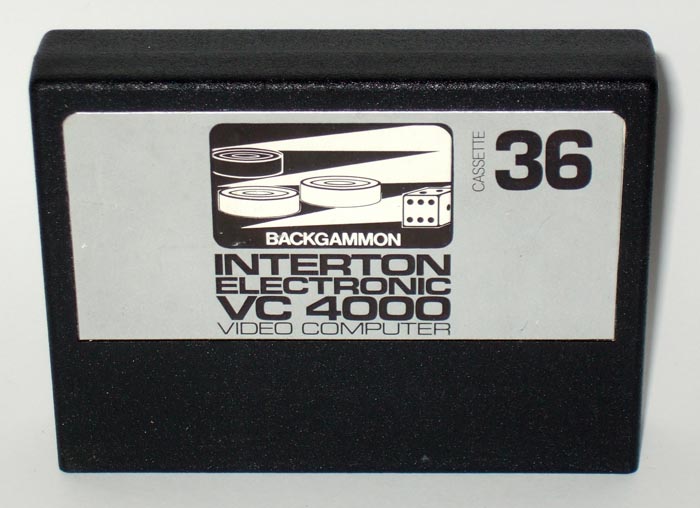 CASSETTE 36
BACKGAMMON
INTERTON
ELECTRONIC
VC 4000
VIDEO COMPUTER